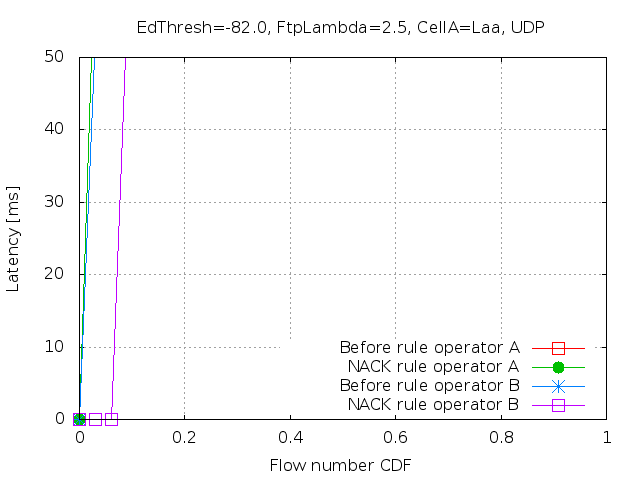 EdThresh=-82.0, FtpLambda=2.5, CellA=Laa, UDP
50
40
30
20
10
0
Latency [ms]
Before rule operator A
NACK rule operator A
Before rule operator B
NACK rule operator B
0 0.2 0.4 0.6 0.8 1
Flow number CDF